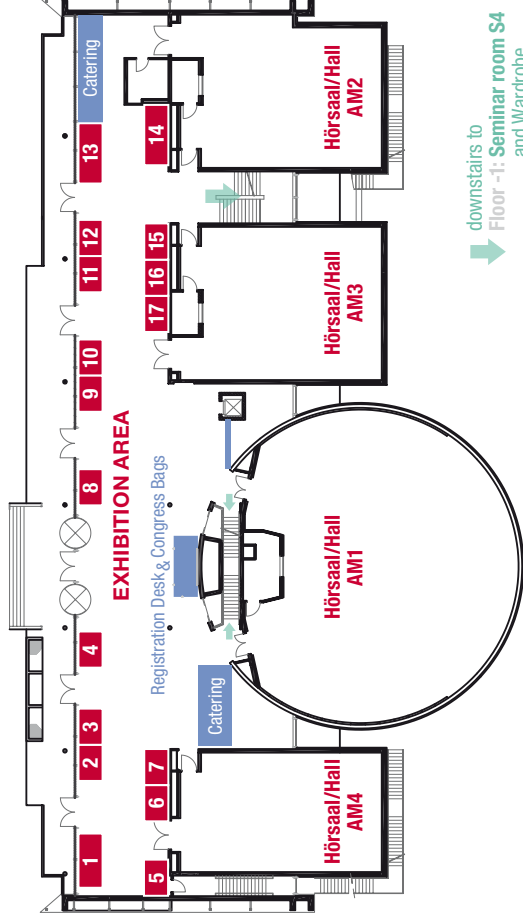 1
2
3
4
8
9
10
11
12
13
Catering
EXHIBITION AREA
5
6
7
Registration Desk & Congress Bags
17
16
15
14
Catering
Hörsaal/Hall
AM4
Hörsaal/Hall
AM1
Hörsaal/Hall
AM3
Hörsaal/Hall
AM2
downstairs to
Floor -1: Seminar room S4
and Wardrobe